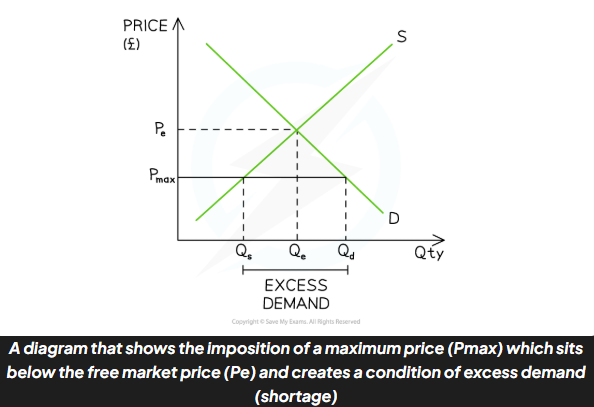 PRICE
(£)
S
Pe
Pmax
D
Qs Qe Qd Qty
EXCESS
DEMAND
Copyright © Save My Exams. All Rights Reserved
A diagram that shows the imposition of a maximum price (Pmax) which sits
below the free market price (Pe) and creates a condition of excess demand
(shortage)